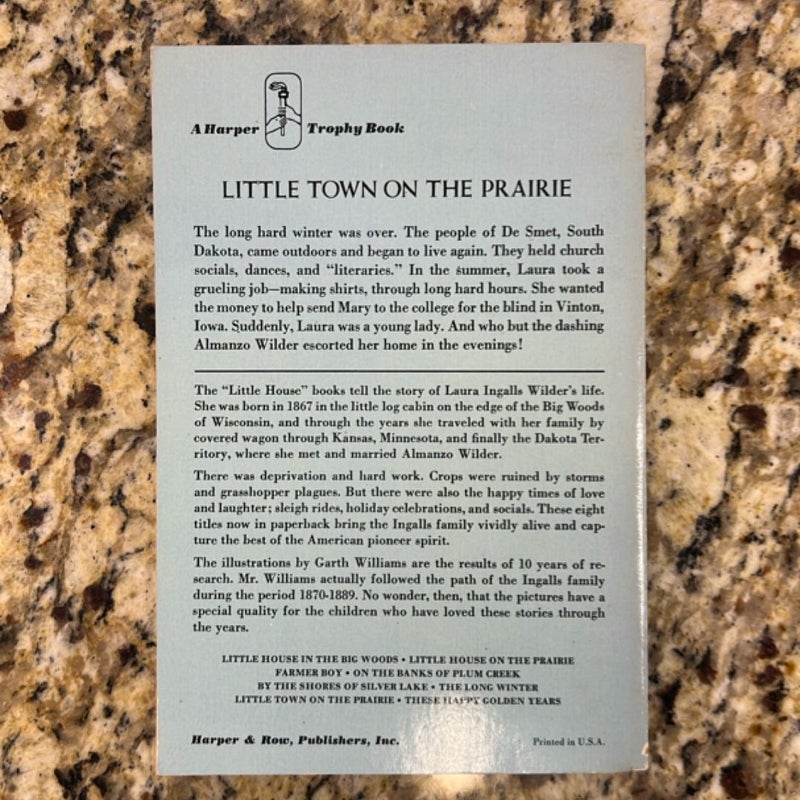 A Harper Trophy Book
LITTLE TOWN ON THE PRAIRIE
The long hard winter was over. The people of De Smet, South
Dakota, came outdoors and began to live again. They held church
socials, dances, and “literaries.” In the summer, Laura took a
grueling job—making shirts, through long hard hours. She wanted
the money to help send Mary to the college for the blind in Vinton,
Iowa. Suddenly, Laura was a young lady. And who but the dashing
Almanzo Wilder escorted her home in the evenings!
The “Little House” books tell the story of Laura Ingalls Wilder’s life.
She was born in 1867 in the little log cabin on the edge of the Big Woods
of Wisconsin, and through the years she traveled with her family by
covered wagon through Kansas, Minnesota, and finally the Dakota Ter-
ritory, where she met and married Almanzo Wilder.
There was deprivation and hard work. Crops were ruined by storms
and grasshopper plagues. But there were also the happy times of love
and laughter; sleigh rides, holiday celebrations, and socials. These eight
titles now in paperback bring the Ingalls family vividly alive and cap-
ture the best of the American pioneer spirit.
The illustrations by Garth Williams are the results of 10 years of re-
search. Mr. Williams actually followed the path of the Ingalls family
during the period 1870-1889. No wonder, then, that the pictures have a
special quality for the children who have loved these stories through
the years.
LITTLE HOUSE IN THE BIG WOODS • LITTLE HOUSE ON THE PRAIRIE
FARMER BOY • ON THE BANKS OF PLUM CREEK
BY THE SHORES OF SILVER LAKE • THE LONG WINTER
LITTLE TOWN ON THE PRAIRIE • THESE HAPPY GOLDEN YEARS
Harper & Row, Publishers, Inc. Printed in U.S.A.